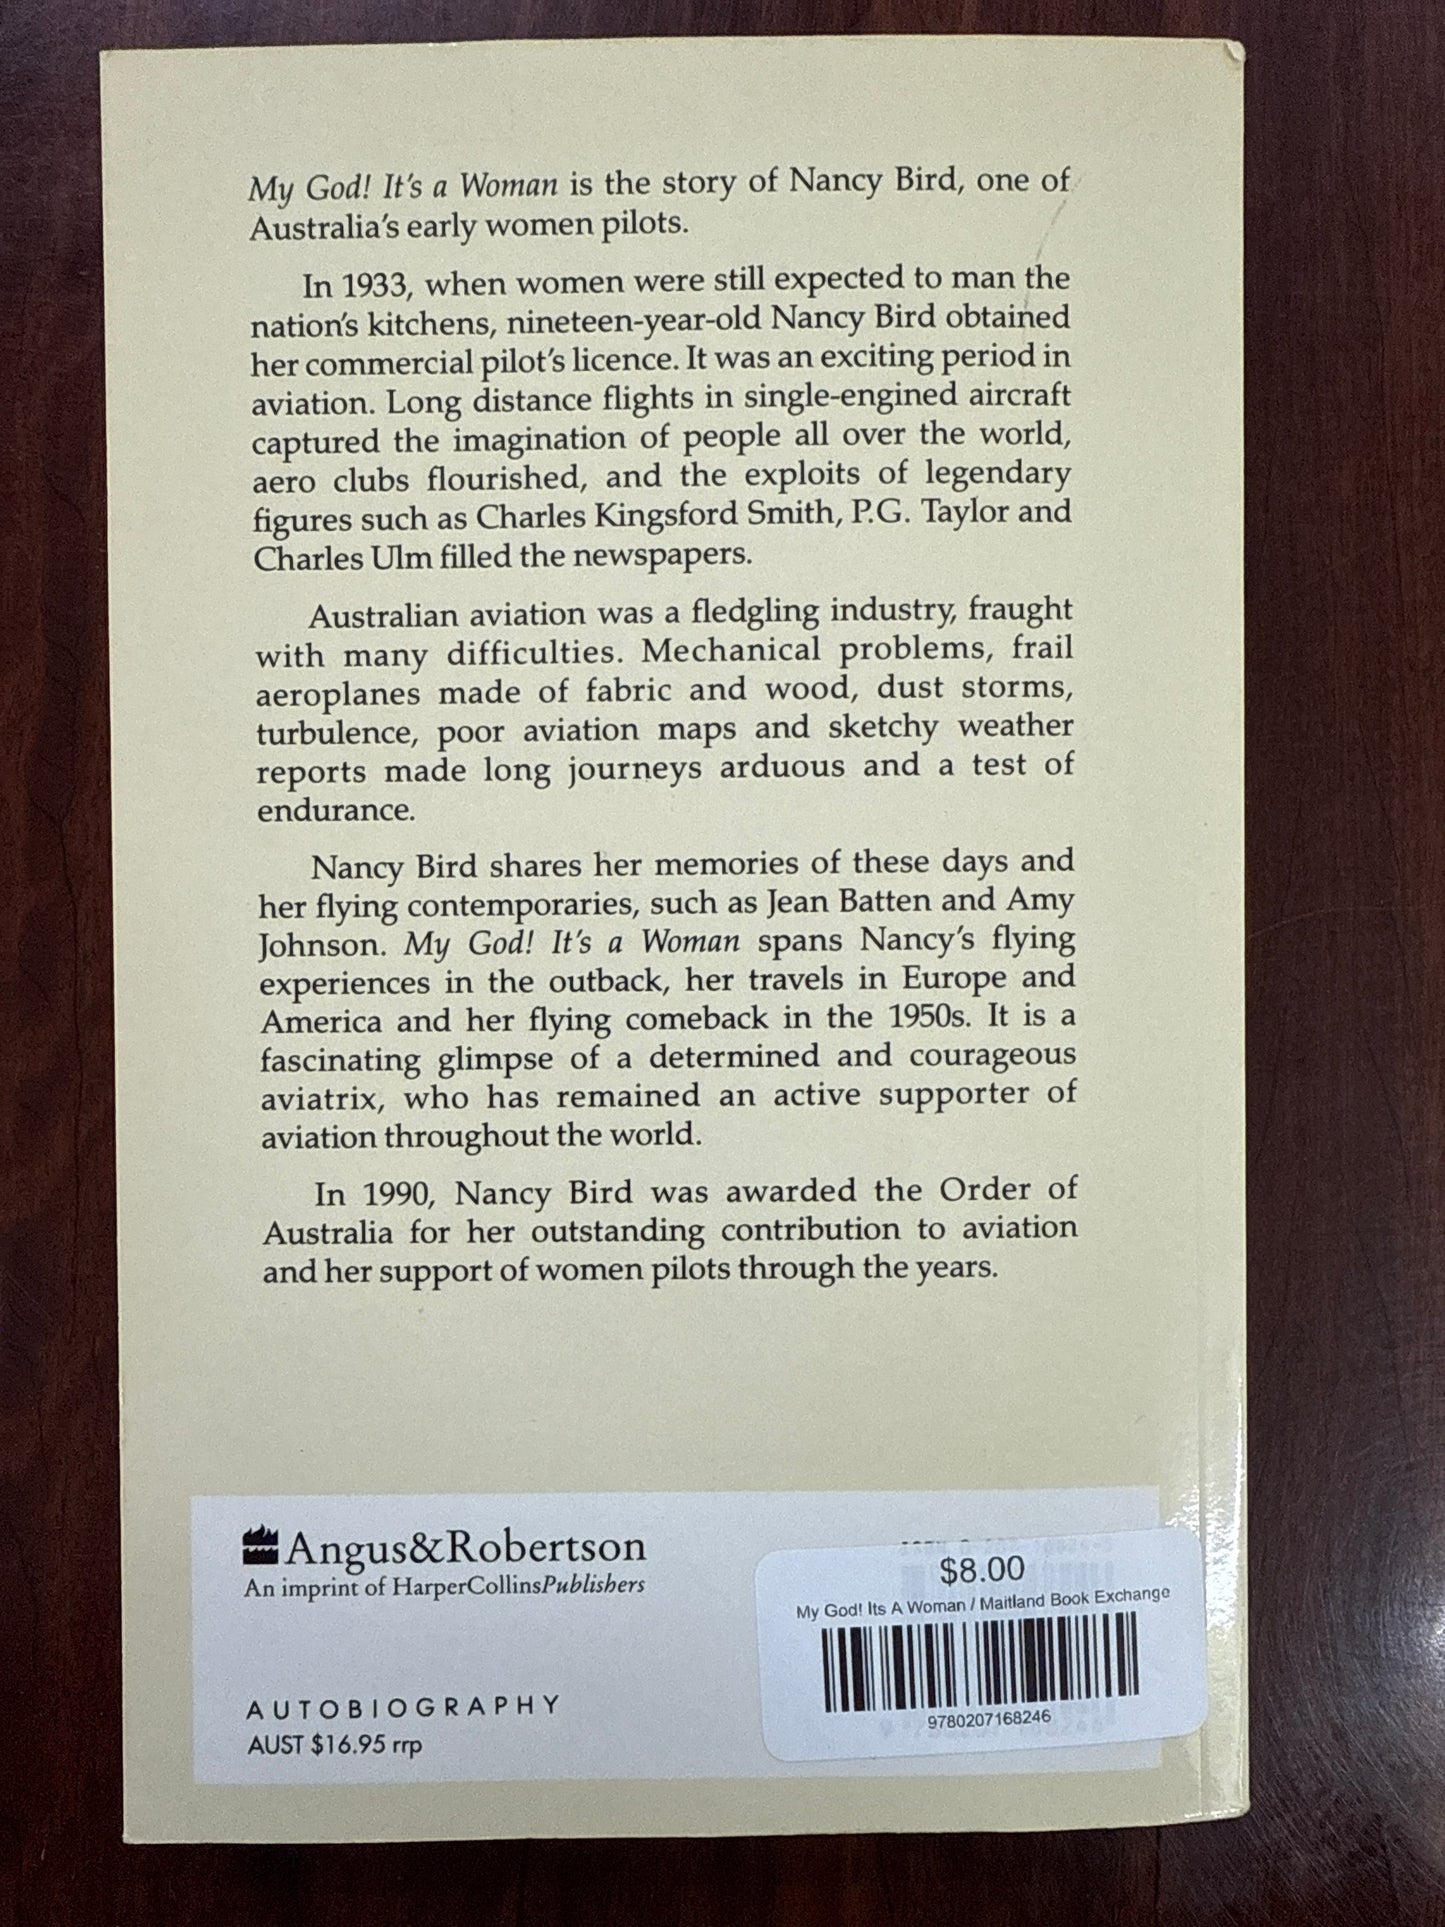 My God! It's a Woman is the story of Nancy Bird, one of
Australia's early women pilots.
In 1933, when women were still expected to man the
nation's kitchens, nineteen-year-old Nancy Bird obtained
her commercial pilot's licence. It was an exciting period in
aviation. Long distance flights in single-engined aircraft
captured the imagination of people all over the world,
aero clubs flourished, and the exploits of legendary
figures such as Charles Kingsford Smith, P.G. Taylor and
Charles Ulm filled the newspapers.
Australian aviation was a fledgling industry, fraught
with many difficulties. Mechanical problems, frail
aeroplanes made of fabric and wood, dust storms,
turbulence, poor aviation maps and sketchy weather
reports made long journeys arduous and a test of
endurance.
Nancy Bird shares her memories of these days and
her flying contemporaries, such as Jean Batten and Amy
Johnson. My God! It's a Woman spans Nancy's flying
experiences in the outback, her travels in Europe and
America and her flying comeback in the 1950s. It is a
fascinating glimpse of a determined and courageous
aviatrix, who has remained an active supporter of
aviation throughout the world.
In 1990, Nancy Bird was awarded the Order of
Australia for her outstanding contribution to aviation
and her support of women pilots through the years.
Angus&Robertson
An imprint of HarperCollinsPublishers
AUTOBIOGRAPHY
AUST $16.95 rrp
$8.00
My God! Its A Woman / Maitland Book Exchange
9780207168246